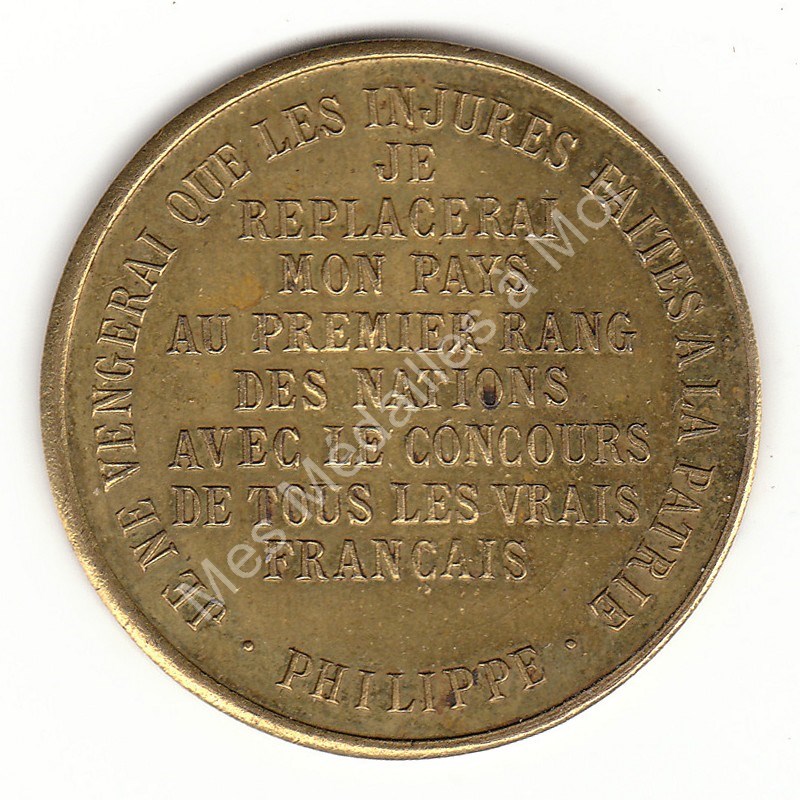 JE NE VENGERAI QUE LES INJURES FAITES A LA PATRIE
JE
REPLACERAI
MON PAYS
AU PREMIER RANG
DES NATIONS
AVEC LE CONCOURS
DE TOUS LES VRAIS
FRANÇAIS
· PHILIPPE ·
Mes Médailles à Moi